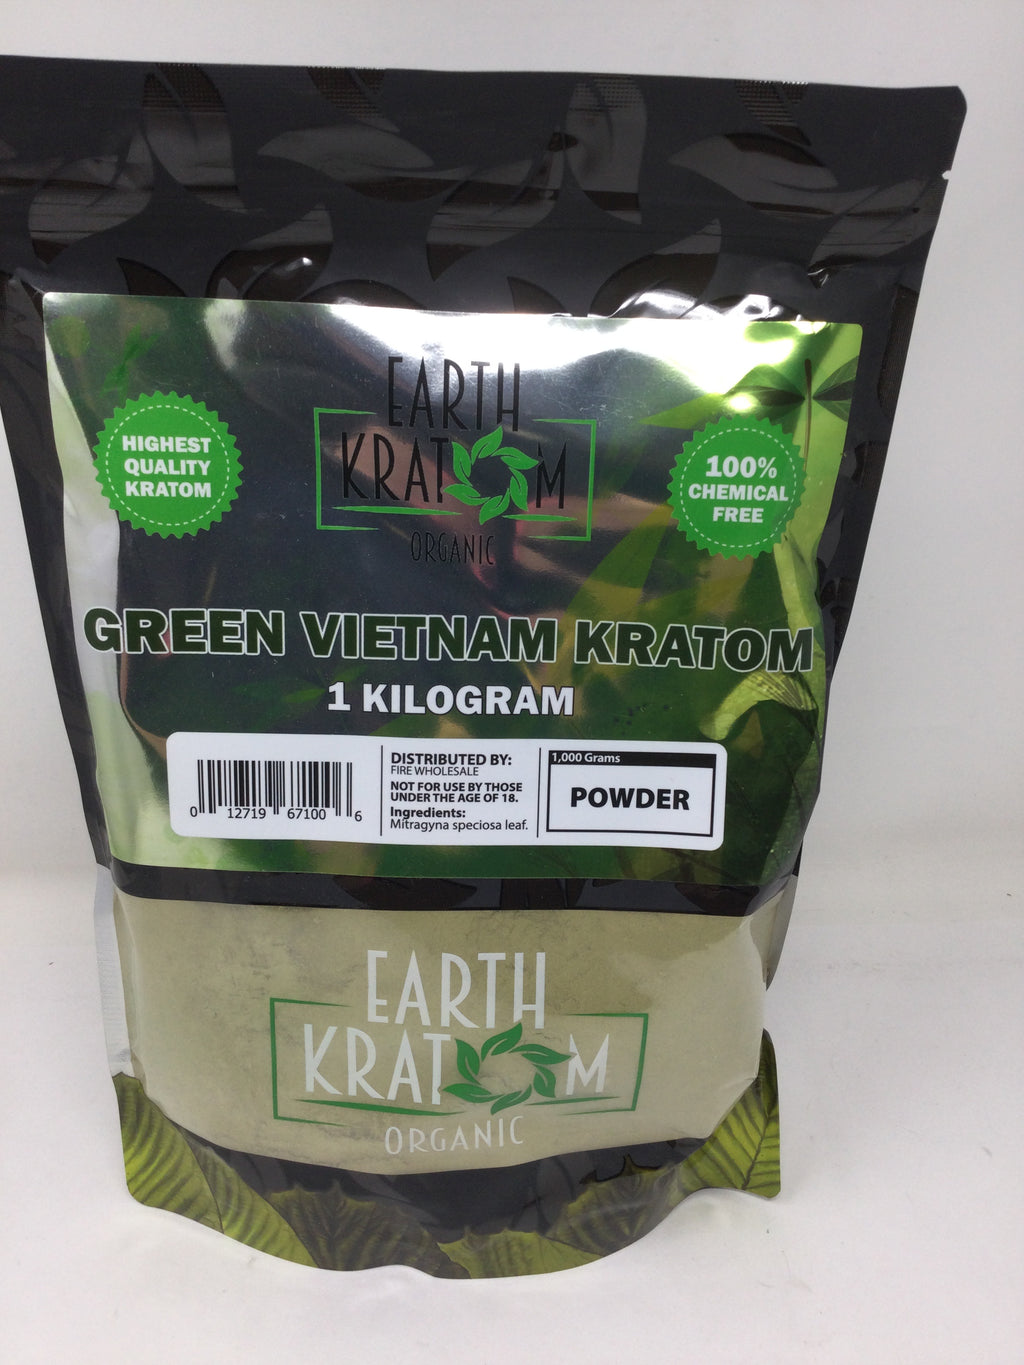 EARTH
KRATOM
ORGANIC
HIGHEST
QUALITY
KRATOM
100%
CHEMICAL
FREE
GREEN VIETNAM KRATOM
1 KILOGRAM
0 12719 67100 6
DISTRIBUTED BY:
FIRE WHOLESALE
NOT FOR USE BY THOSE
UNDER THE AGE OF 18.
Ingredients:
Mitragyna speciosa leaf.
1,000 Grams
POWDER
EARTH
KRATOM
ORGANIC